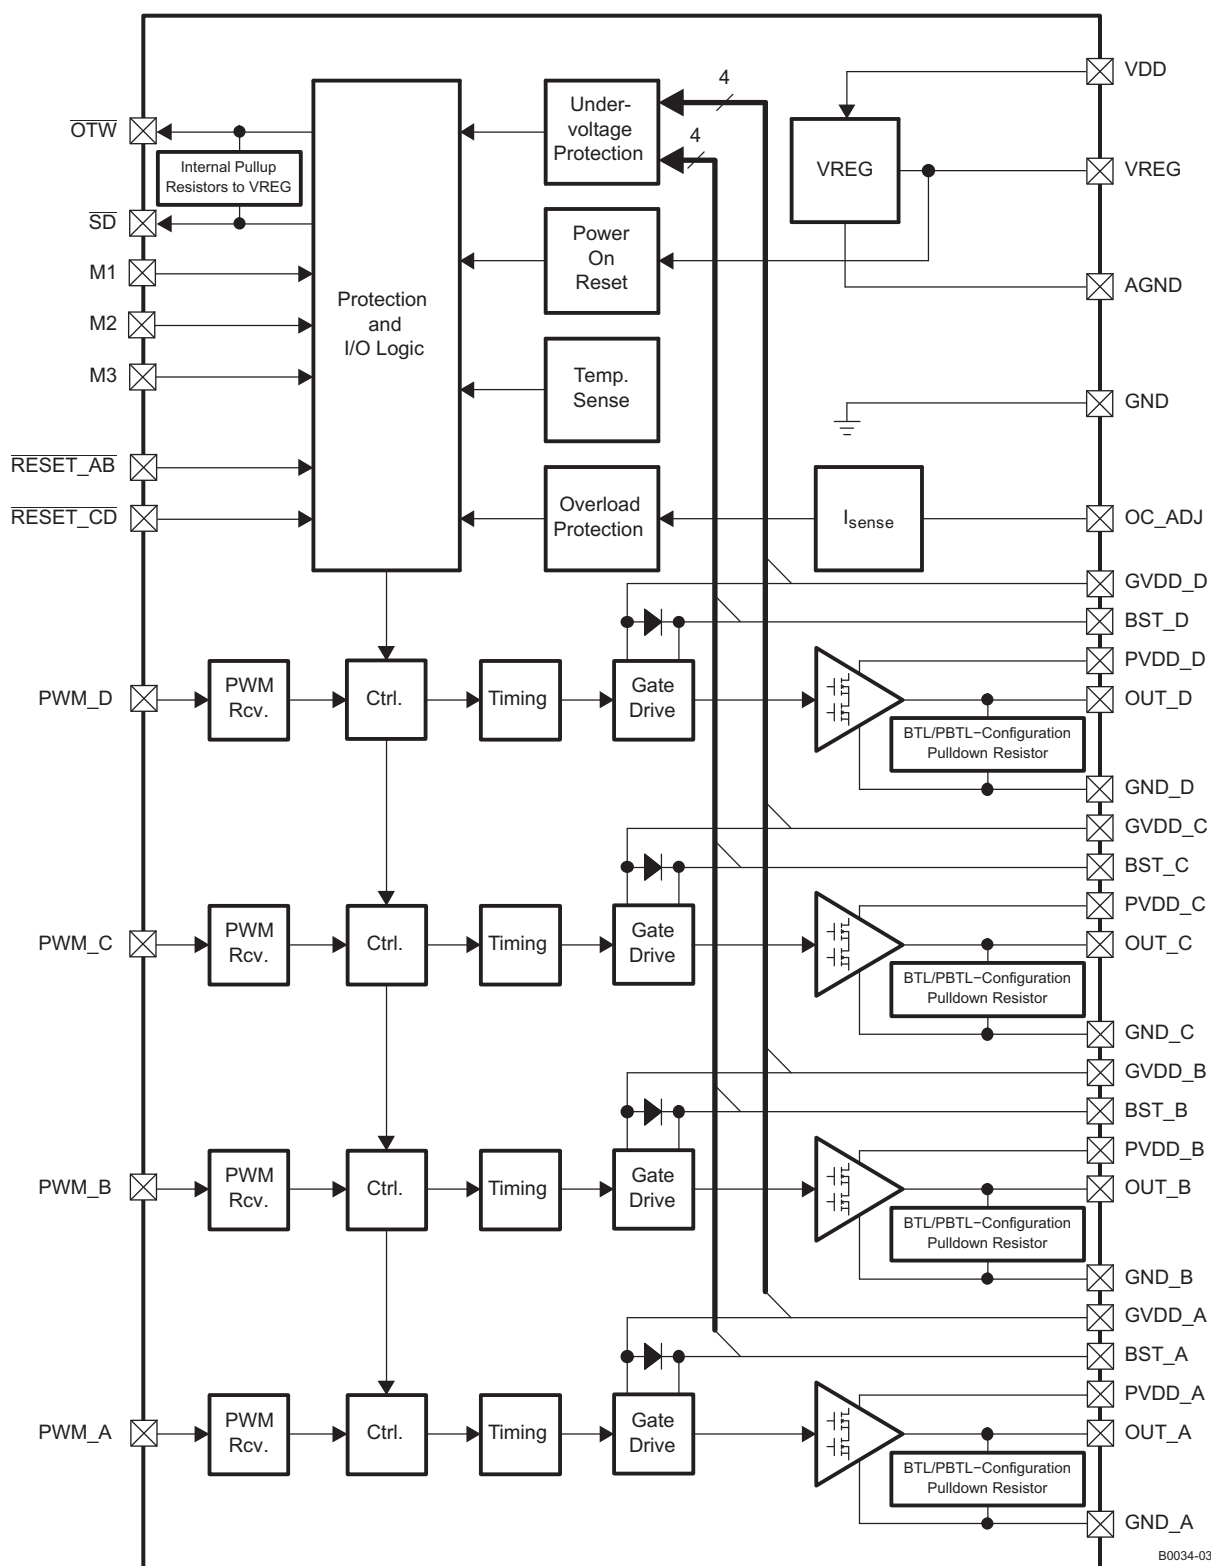 4
VDD
Under-
voltage
Protection
OTW
4
Internal Pullup
Resistors to VREG
VREG
VREG
SD
Power
On
Reset
M1
AGND
Protection
and
I/O Logic
M2
M3
Temp.
Sense
GND
RESET_AB
RESET_CD
Overload
Protection
Isense
OC_ADJ
GVDD_D
BST_D
PVDD_D
PWM_D
PWM
Rcv.
Ctrl.
Timing
Gate
Drive
OUT_D
BTL/PBTL−Configuration
Pulldown Resistor
GND_D
GVDD_C
BST_C
PVDD_C
PWM_C
PWM
Rcv.
Ctrl.
Timing
Gate
Drive
OUT_C
BTL/PBTL−Configuration
Pulldown Resistor
GND_C
GVDD_B
BST_B
PVDD_B
PWM_B
PWM
Rcv.
Ctrl.
Timing
Gate
Drive
OUT_B
BTL/PBTL−Configuration
Pulldown Resistor
GND_B
GVDD_A
BST_A
PVDD_A
PWM_A
PWM
Rcv.
Ctrl.
Timing
Gate
Drive
OUT_A
BTL/PBTL−Configuration
Pulldown Resistor
GND_A
B0034-03